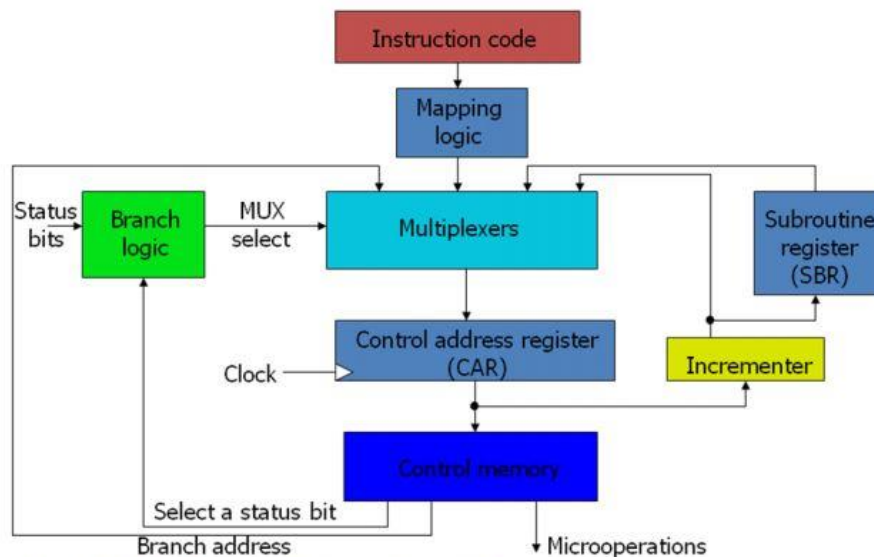 Instruction code
Mapping
logic
Status
bits
Branch
logic
MUX
select
Multiplexers
Subroutine
register
(SBR)
Control address register
(CAR)
Clock
Incrementer
Control memory
Select a status bit
Branch address
Microoperations